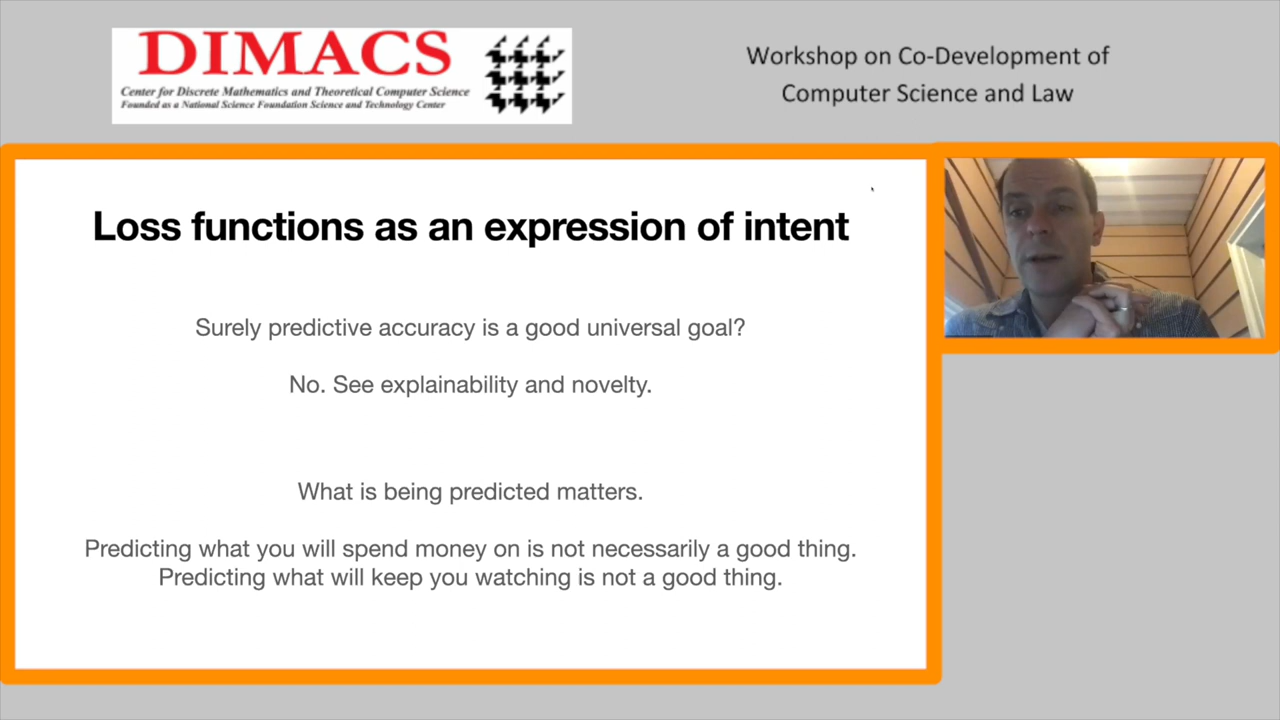 DIMACS
Center for Discrete Mathematics and Theoretical Computer Science
Founded as a National Science Foundation Science and Technology Center
Workshop on Co-Development of
Computer Science and Law
Loss functions as an expression of intent
Surely predictive accuracy is a good universal goal?
No. See explainability and novelty.
What is being predicted matters.
Predicting what you will spend money on is not necessarily a good thing.
Predicting what will keep you watching is not a good thing.